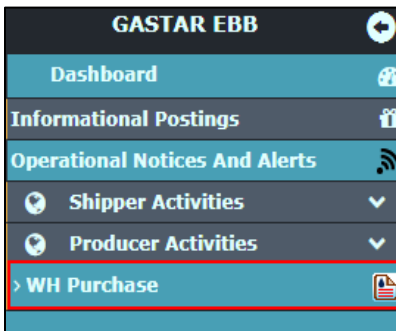 GASTAR EBB
Dashboard
Informational Postings
Operational Notices And Alerts
Shipper Activities
Producer Activities
> WH Purchase